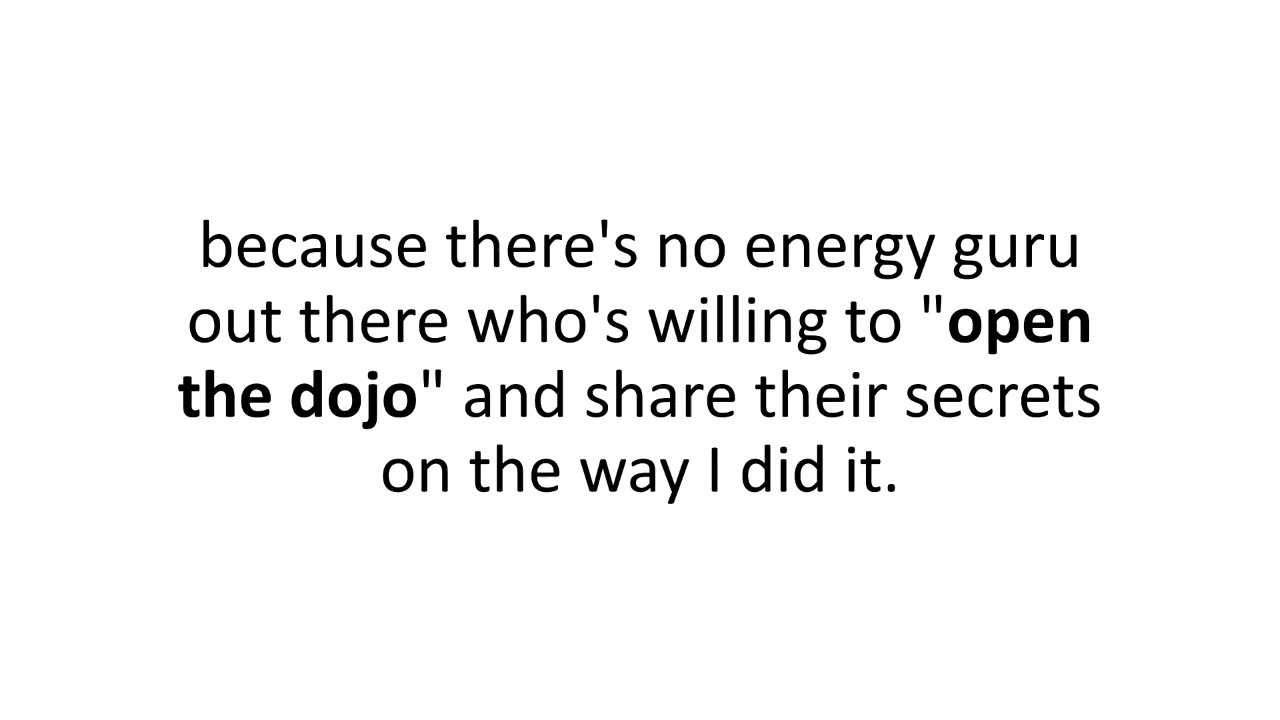 because there's no energy guru
out there who's willing to "open
the dojo" and share their secrets
on the way I did it.